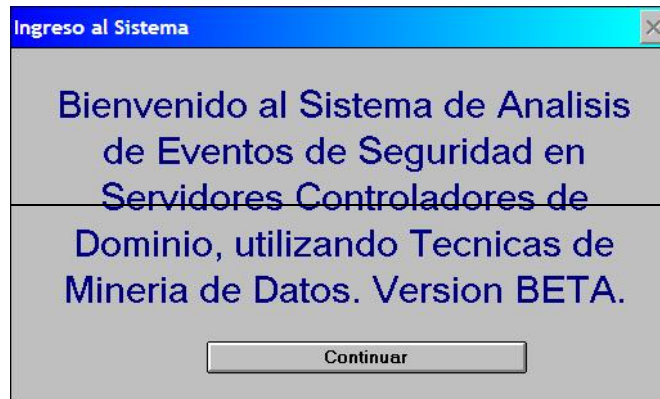 Ingreso al Sistema
Bienvenido al Sistema de Analisis
de Eventos de Seguridad en
Servidores Controladores de
Dominio, utilizando Tecnicas de
Mineria de Datos. Version BETA.
Continuar